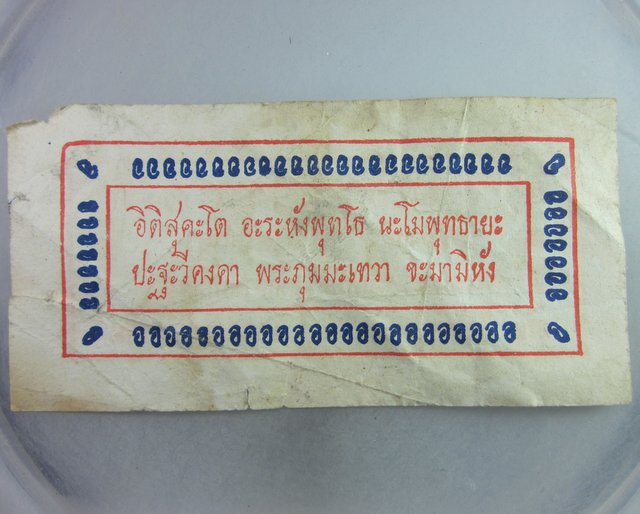 อิติสุคะโต อะระหังพุทโธ นะโมพุทธายะ
ปะฐะวีคงคา พระภุมมะเทวา ขะมามิหัง